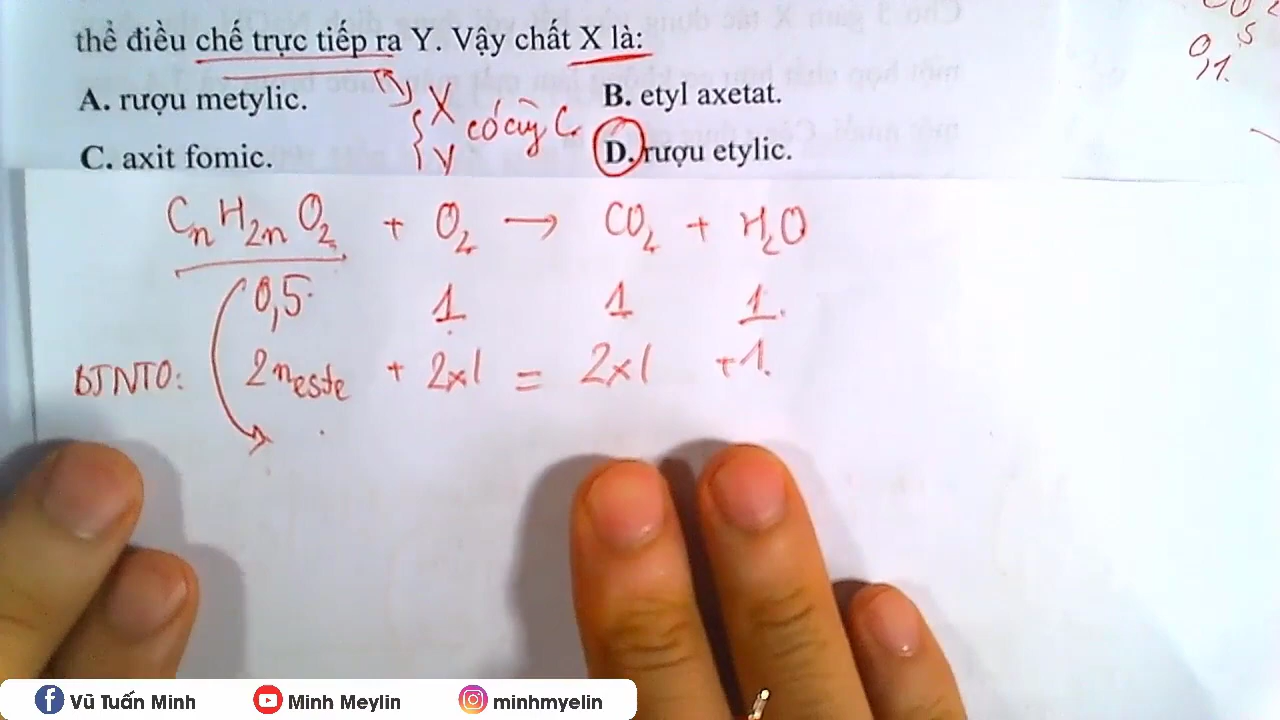 thể điều chế trực tiếp ra Y. Vậy chất X là:
A. rượu metylic.
B. etyl axetat.
X
có cùng C.
Y
C. axit fomic.
D. rượu etylic.
0,1.
CnH2nO2 + O2 → CO2 + H2O
0,5 1 1 1
BTNTO: 2neste + 2x1 = 2x1 + 1
Vũ Tuấn Minh Minh Meylin minhmyelin